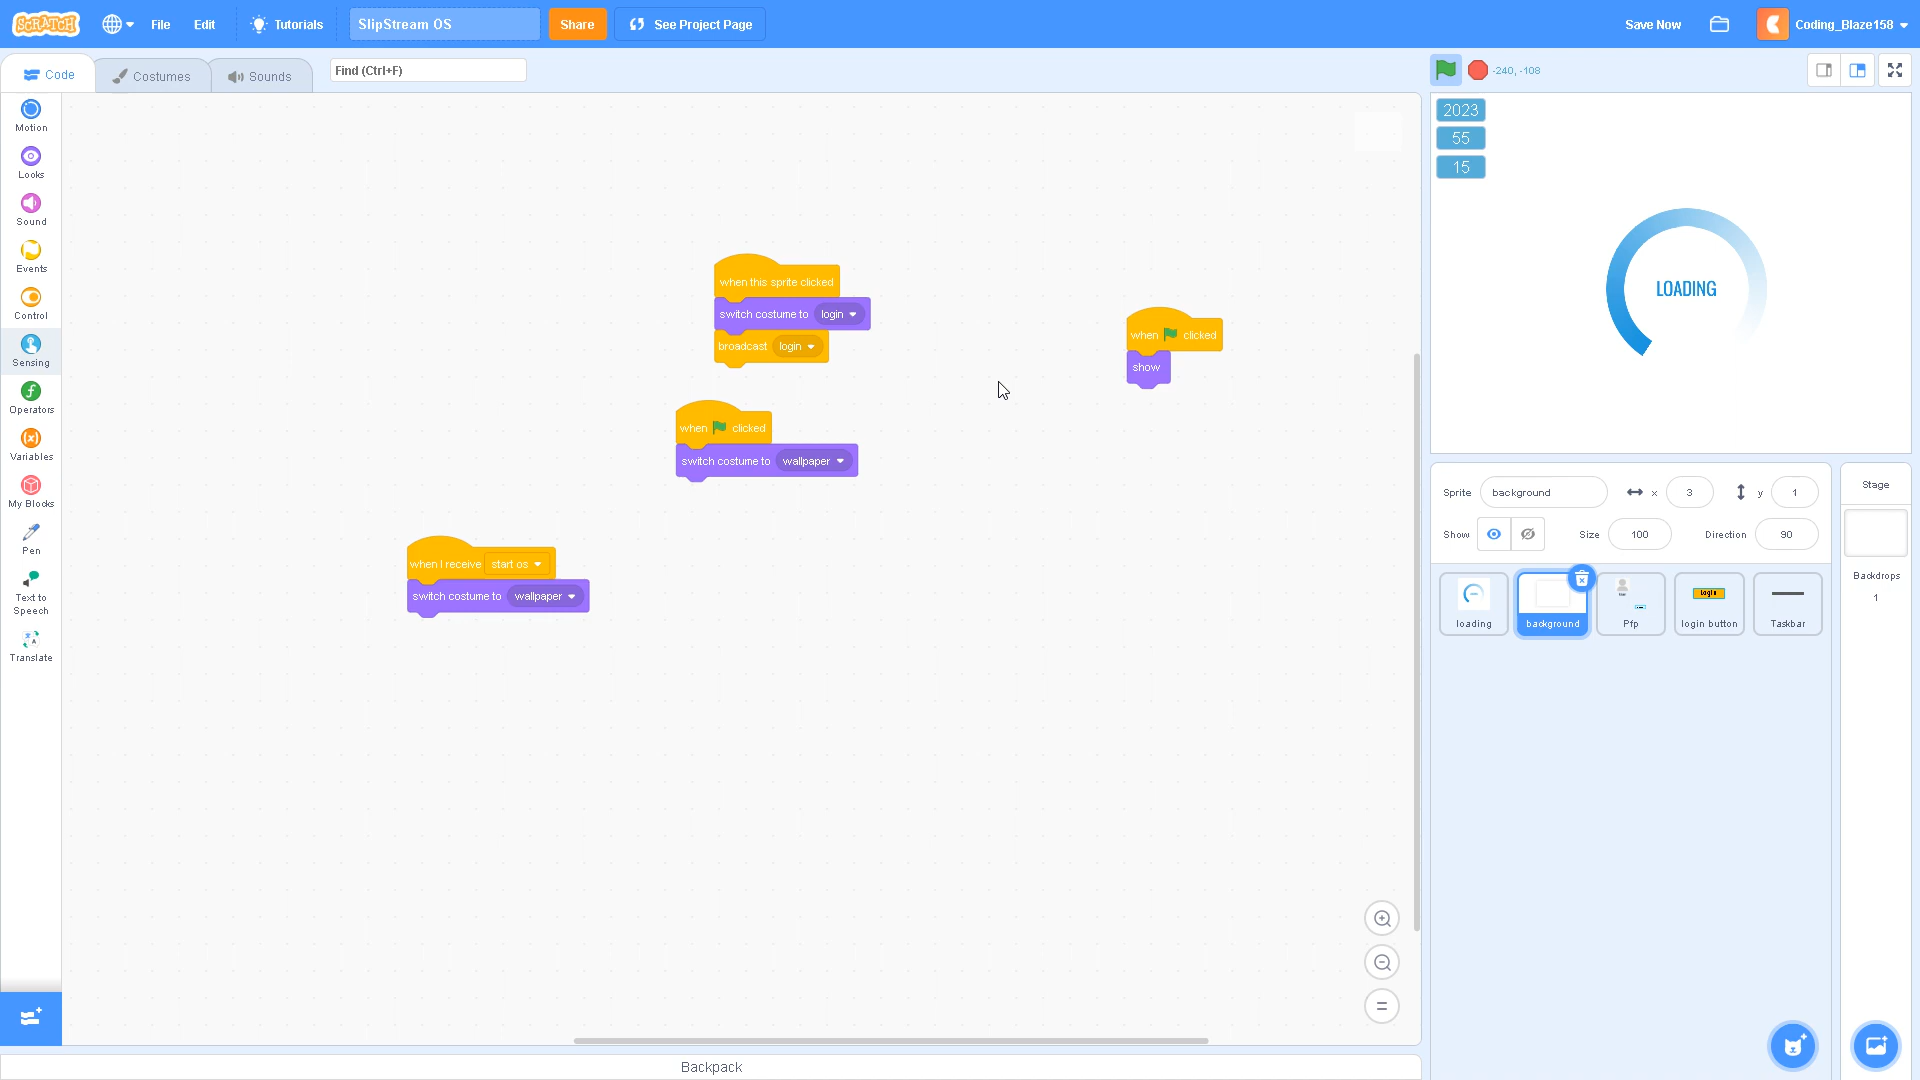 SCRATCH
File
Edit
Tutorials
SlipStream OS
Share
See Project Page
Save Now
Coding_Blaze158
Code
Costumes
Sounds
Find (Ctrl+F)
-240, -108
Motion
Looks
Sound
Events
Control
Sensing
Operators
Variables
My Blocks
Pen
Text to
Speech
Translate
when this sprite clicked
switch costume to login
broadcast login
when clicked
show
when clicked
switch costume to wallpaper
when I receive start os
switch costume to wallpaper
2023
55
15
LOADING
Sprite background x 3 y 1
Show Size 100 Direction 90
loading
background
Pfp
login button
Taskbar
Login
Stage
Backdrops
1
Backpack